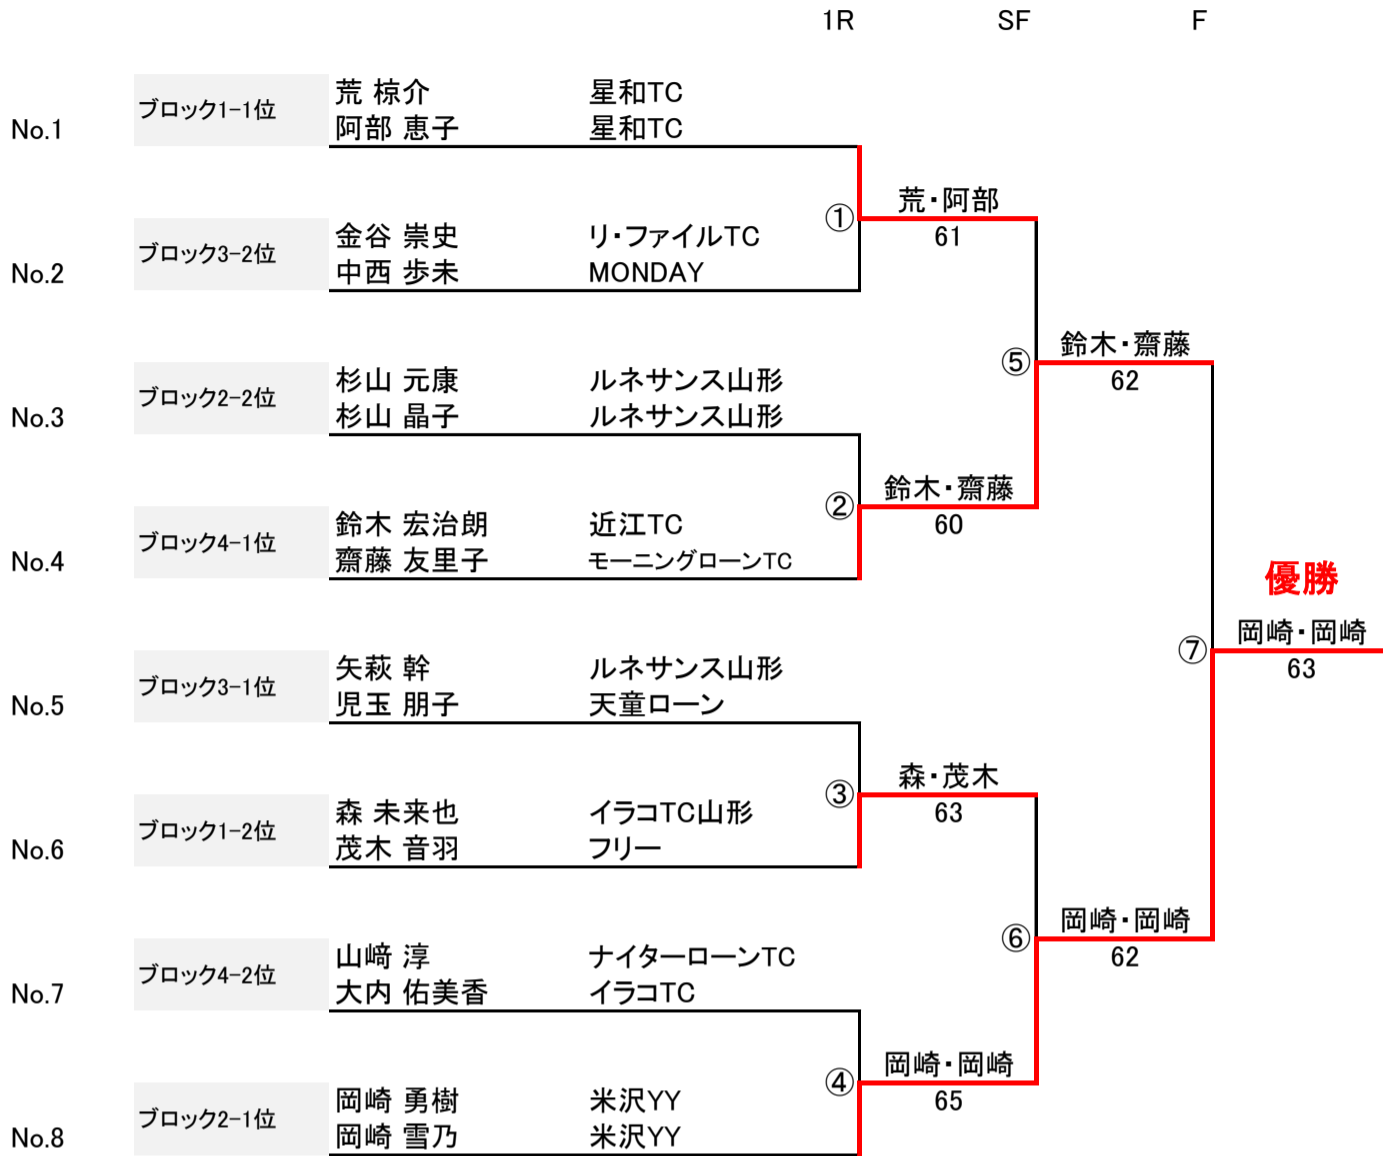 1R SF F
荒 椋介 星和TC
ブロック1-1位
No.1 阿部 恵子 星和TC
① 荒・阿部
61
金谷 崇史 リ・ファイルTC
ブロック3-2位
No.2 中西 歩未 MONDAY
⑤ 鈴木・齋藤
62
杉山 元康 ルネサンス山形
ブロック2-2位
No.3 杉山 晶子 ルネサンス山形
② 鈴木・齋藤
60
鈴木 宏治朗 近江TC
ブロック4-1位
No.4 齋藤 友里子 モーニングローンTC
優勝
⑦ 岡崎・岡崎
63
矢萩 幹 ルネサンス山形
ブロック3-1位
No.5 児玉 朋子 天童ローン
③ 森・茂木
63
森 未来也 イラコTC山形
ブロック1-2位
No.6 茂木 音羽 フリー
⑥ 岡崎・岡崎
62
山﨑 淳 ナイターローンTC
ブロック4-2位
No.7 大内 佑美香 イラコTC
④ 岡崎・岡崎
65
岡崎 勇樹 米沢YY
ブロック2-1位
No.8 岡崎 雪乃 米沢YY